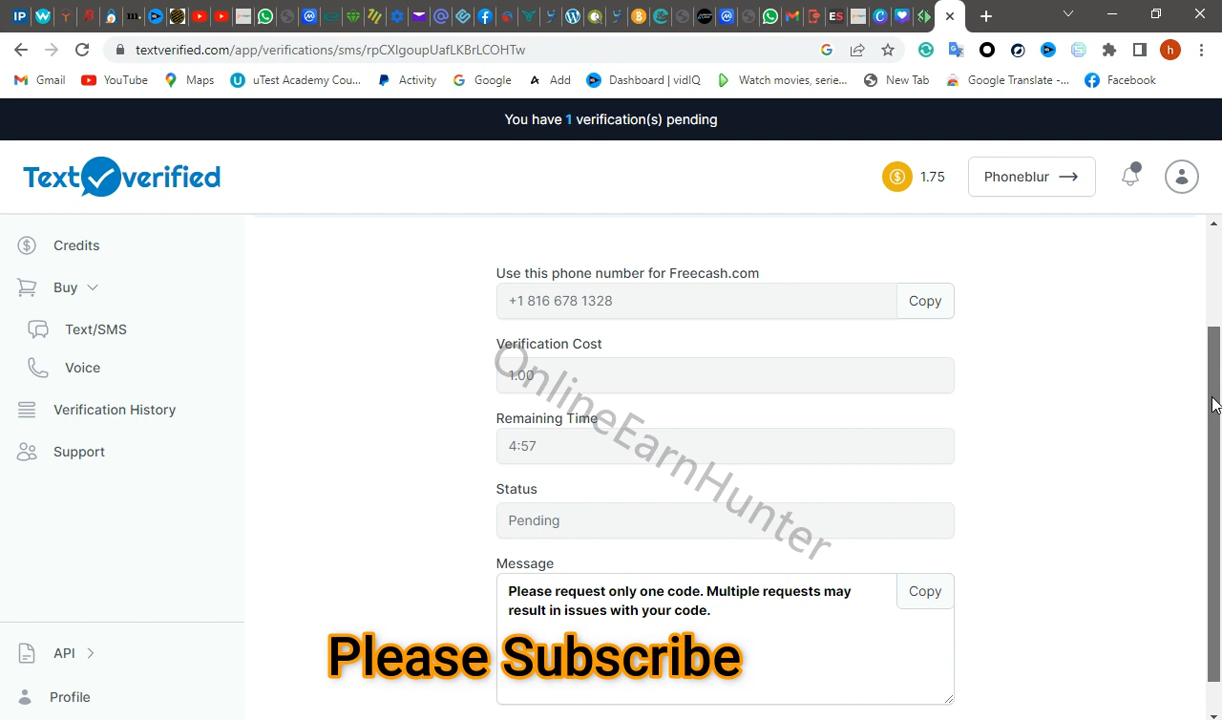 textverified.com/app/verifications/sms/rpCXIgoupUafLKBrLCOHTw
Gmail
YouTube
Maps
uTest Academy Cou...
Activity
Google
Add
Dashboard | vidIQ
Watch movies, serie...
New Tab
Google Translate -...
Facebook
You have 1 verification(s) pending
Textverified
1.75
Phoneblur
Credits
Buy
Text/SMS
Voice
Verification History
Support
API
Profile
Use this phone number for Freecash.com
+1 816 678 1328
Copy
Verification Cost
1.00
Remaining Time
4:57
Status
Pending
Message
Please request only one code. Multiple requests may
result in issues with your code.
Copy
OnlineEarnHunter
Please Subscribe